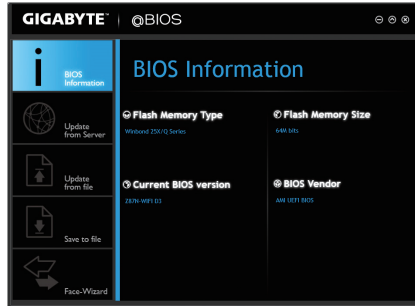 GIGABYTE™ @BIOS
BIOS Information
BIOS
Information
Update
from Server
Update
from file
Save to file
Face-Wizard
Flash Memory Type
Winbond 25X/Q Series
Flash Memory Size
64M bits
Current BIOS version
Z87N-WIFI D3
BIOS Vendor
AMI UEFI BIOS